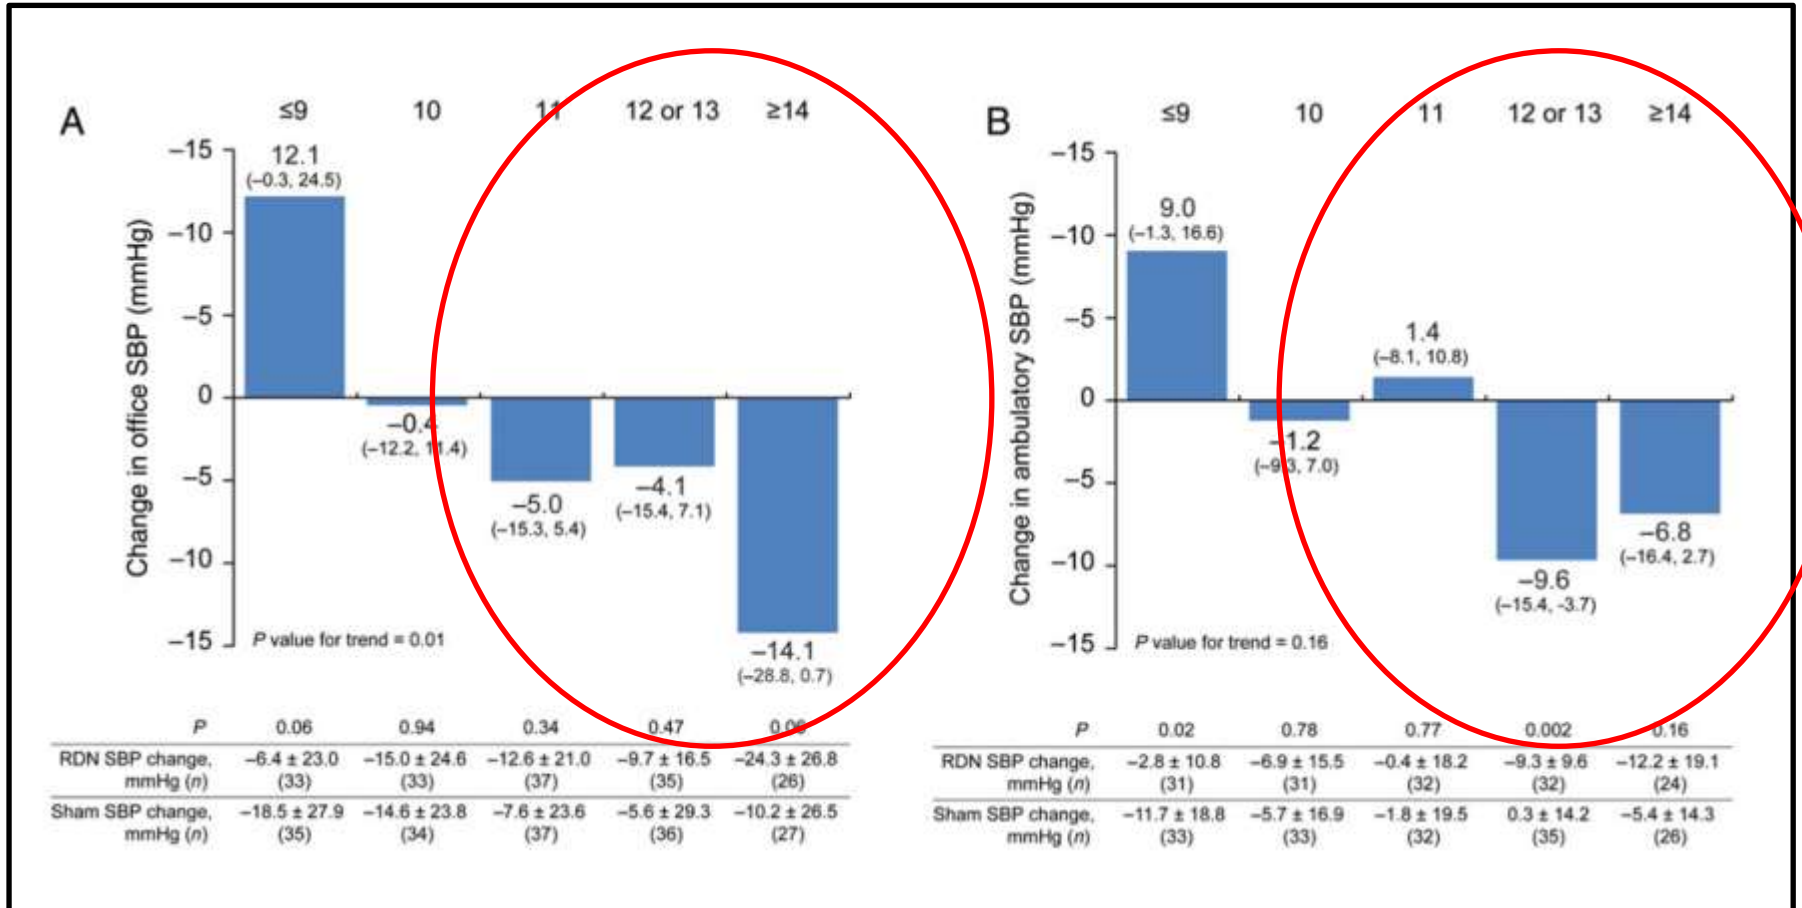 A
≤9 10 11 12 or 13 ≥14
Change in office SBP (mmHg)
–15
–10
–5
0
–5
–10
–15
12.1
(–0.3, 24.5)
–0.4
(–12.2, 11.4)
–5.0
(–15.3, 5.4)
–4.1
(–15.4, 7.1)
–14.1
(–28.8, 0.7)
P value for trend = 0.01
P 0.06 0.94 0.34 0.47 0.06
RDN SBP change, –6.4 ± 23.0 –15.0 ± 24.6 –12.6 ± 21.0 –9.7 ± 16.5 –24.3 ± 26.8
mmHg (n) (33) (33) (37) (35) (26)
Sham SBP change, –18.5 ± 27.9 –14.6 ± 23.8 –7.6 ± 23.6 –5.6 ± 29.3 –10.2 ± 26.5
mmHg (n) (35) (34) (37) (36) (27)
B
≤9 10 11 12 or 13 ≥14
Change in ambulatory SBP (mmHg)
–15
–10
–5
0
–5
–10
–15
9.0
(–1.3, 16.6)
–1.2
(–9.3, 7.0)
1.4
(–8.1, 10.8)
–9.6
(–15.4, -3.7)
–6.8
(–16.4, 2.7)
P value for trend = 0.16
P 0.02 0.78 0.77 0.002 0.16
RDN SBP change, –2.8 ± 10.8 –6.9 ± 15.5 –0.4 ± 18.2 –9.3 ± 9.6 –12.2 ± 19.1
mmHg (n) (31) (31) (32) (32) (24)
Sham SBP change, –11.7 ± 18.8 –5.7 ± 16.9 –1.8 ± 19.5 0.3 ± 14.2 –5.4 ± 14.3
mmHg (n) (33) (33) (32) (35) (26)